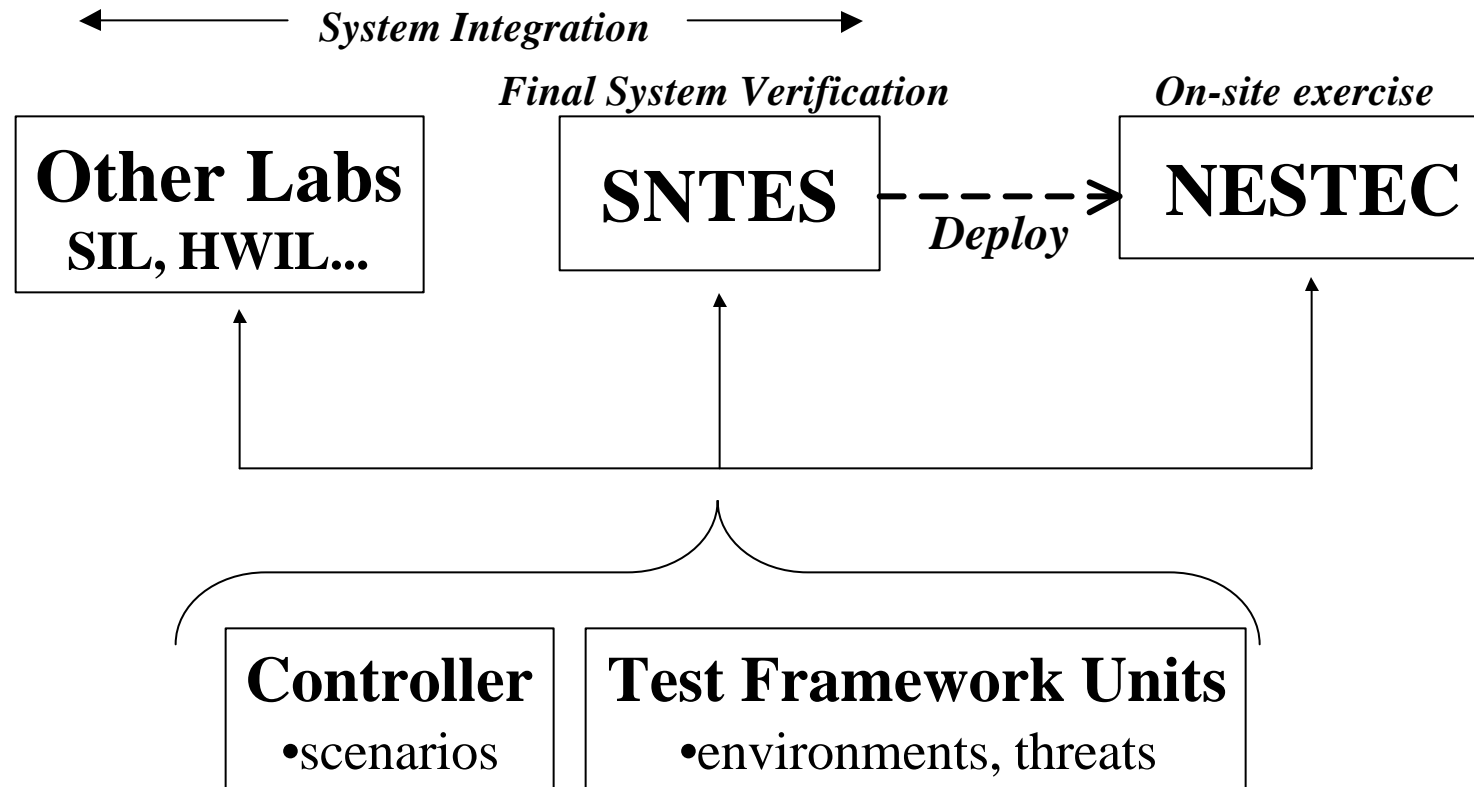 System Integration
Final System Verification
On-site exercise
Other Labs
SIL, HWIL...
SNTES
Deploy
NESTEC
Controller
•scenarios
Test Framework Units
•environments, threats